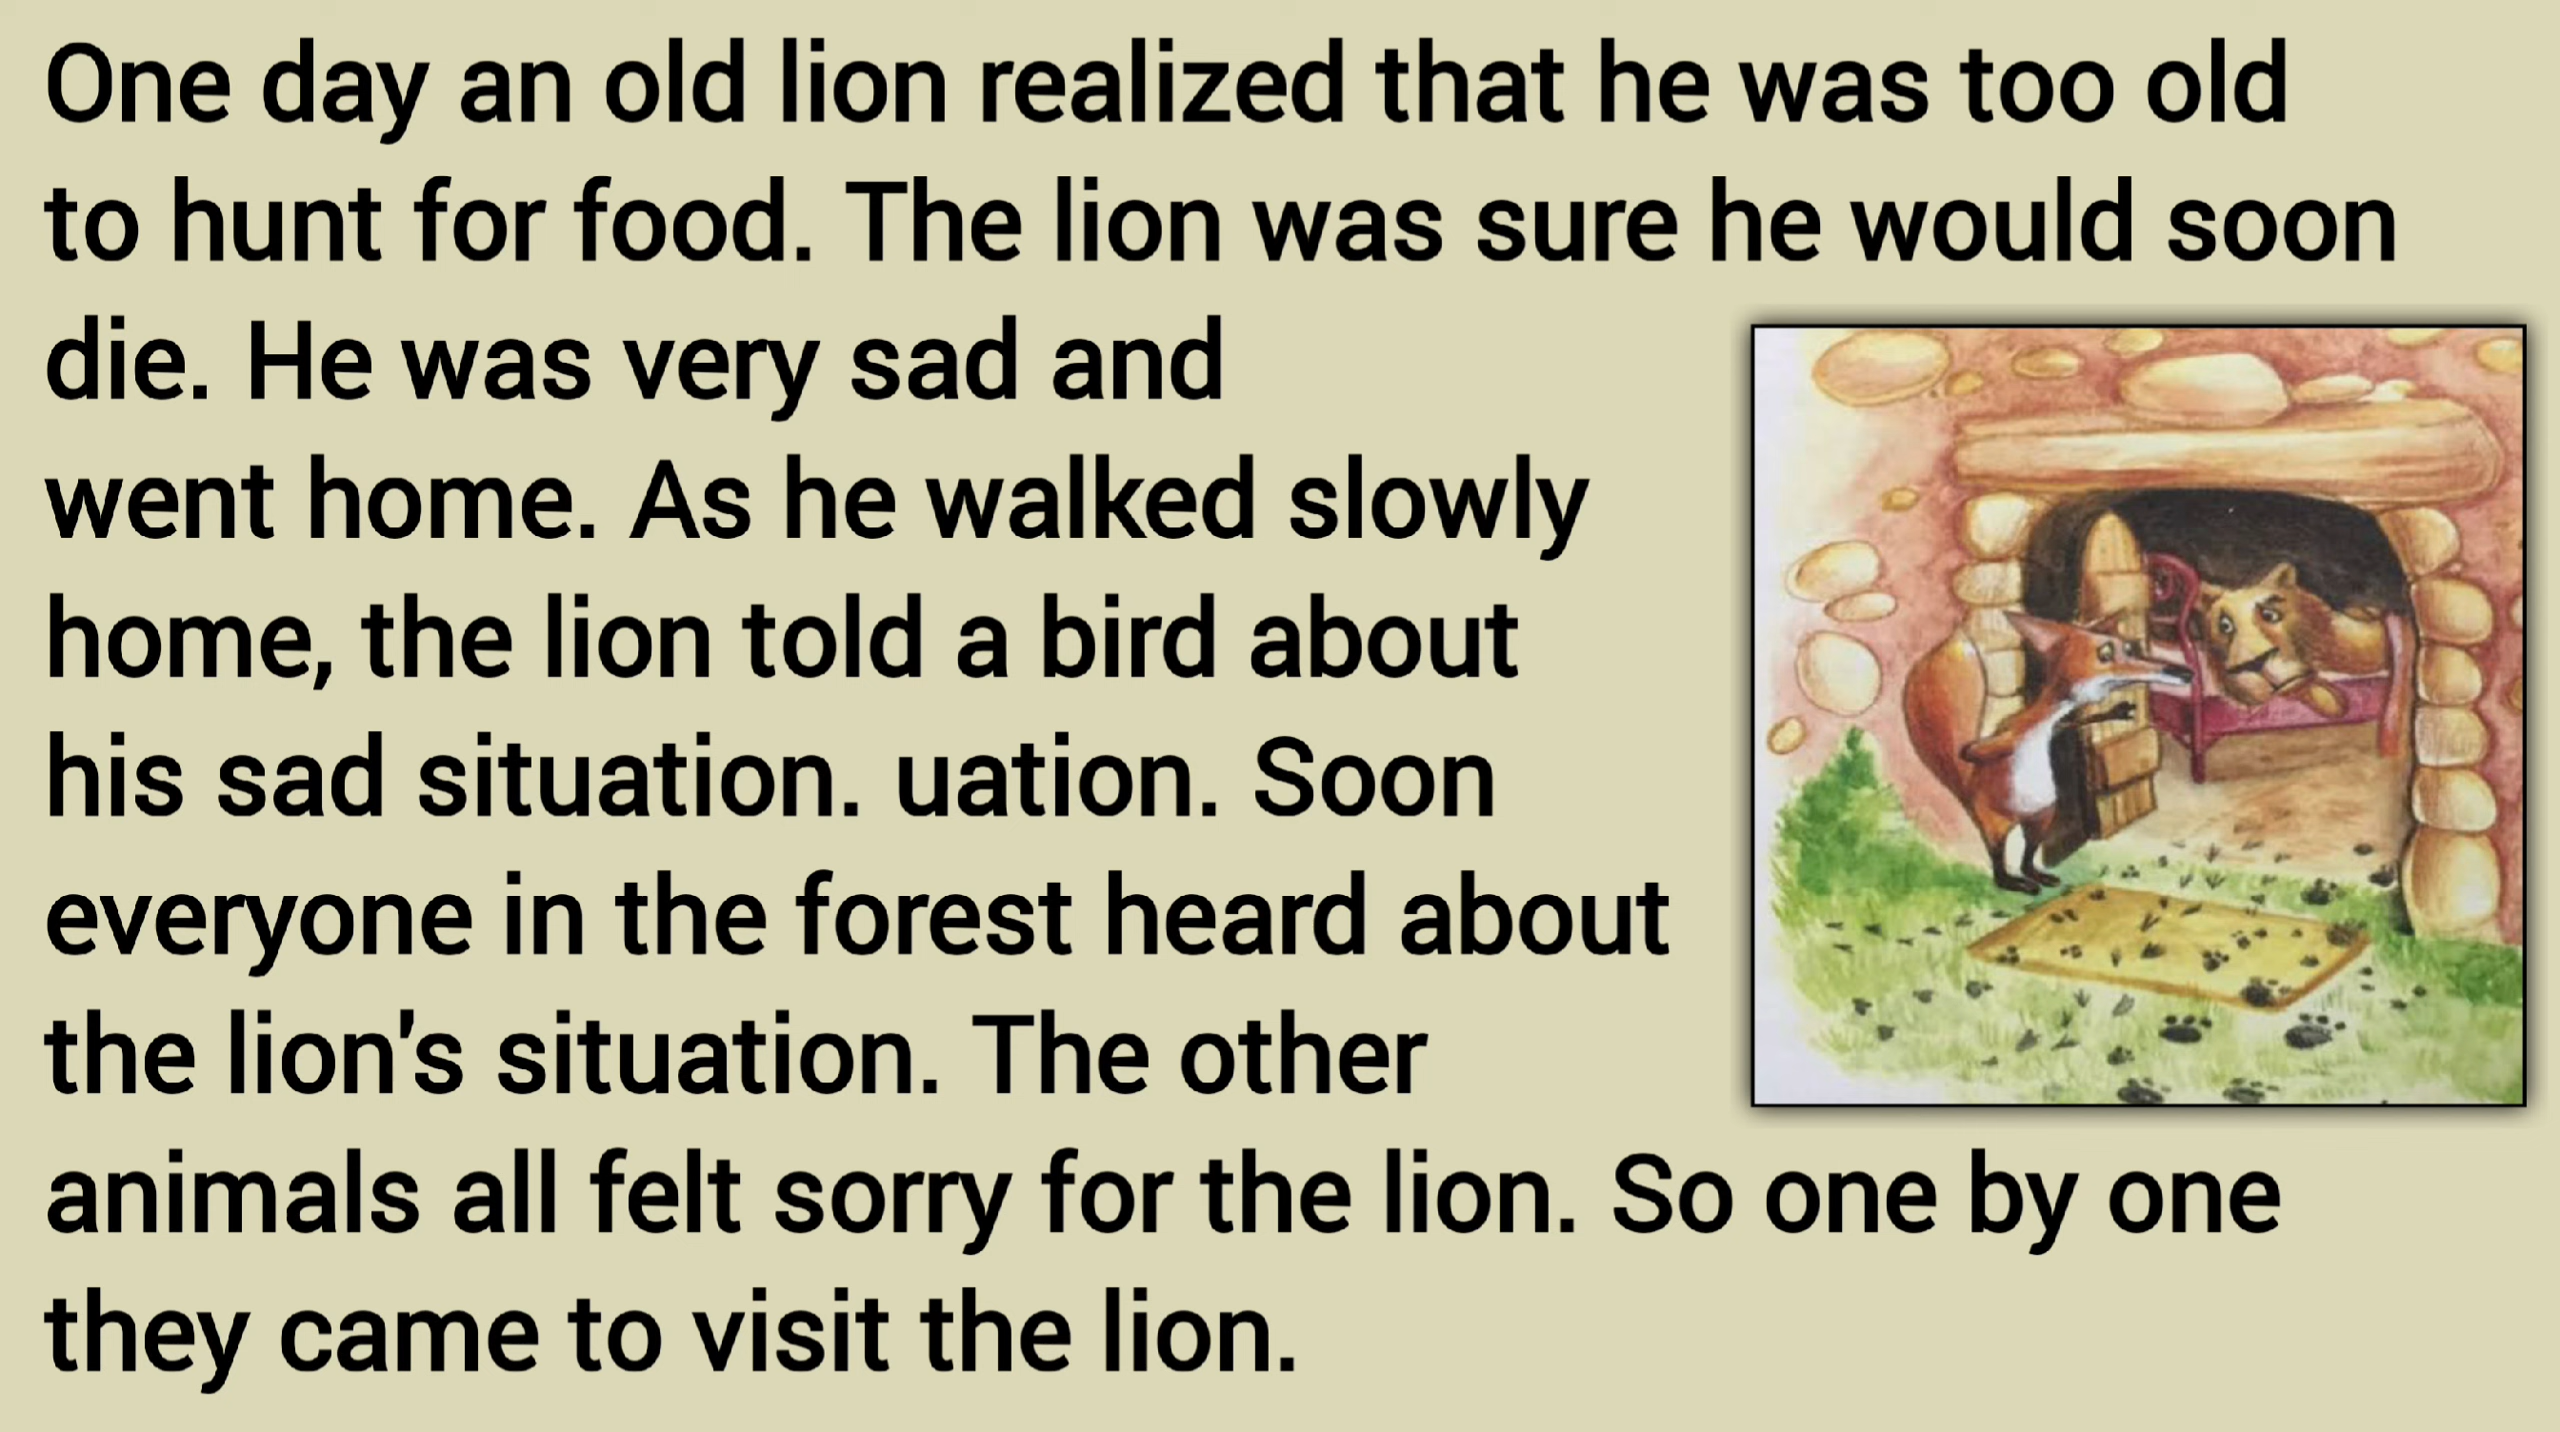 One day an old lion realized that he was too old
to hunt for food. The lion was sure he would soon
die. He was very sad and
went home. As he walked slowly
home, the lion told a bird about
his sad situation. uation. Soon
everyone in the forest heard about
the lion's situation. The other
animals all felt sorry for the lion. So one by one
they came to visit the lion.